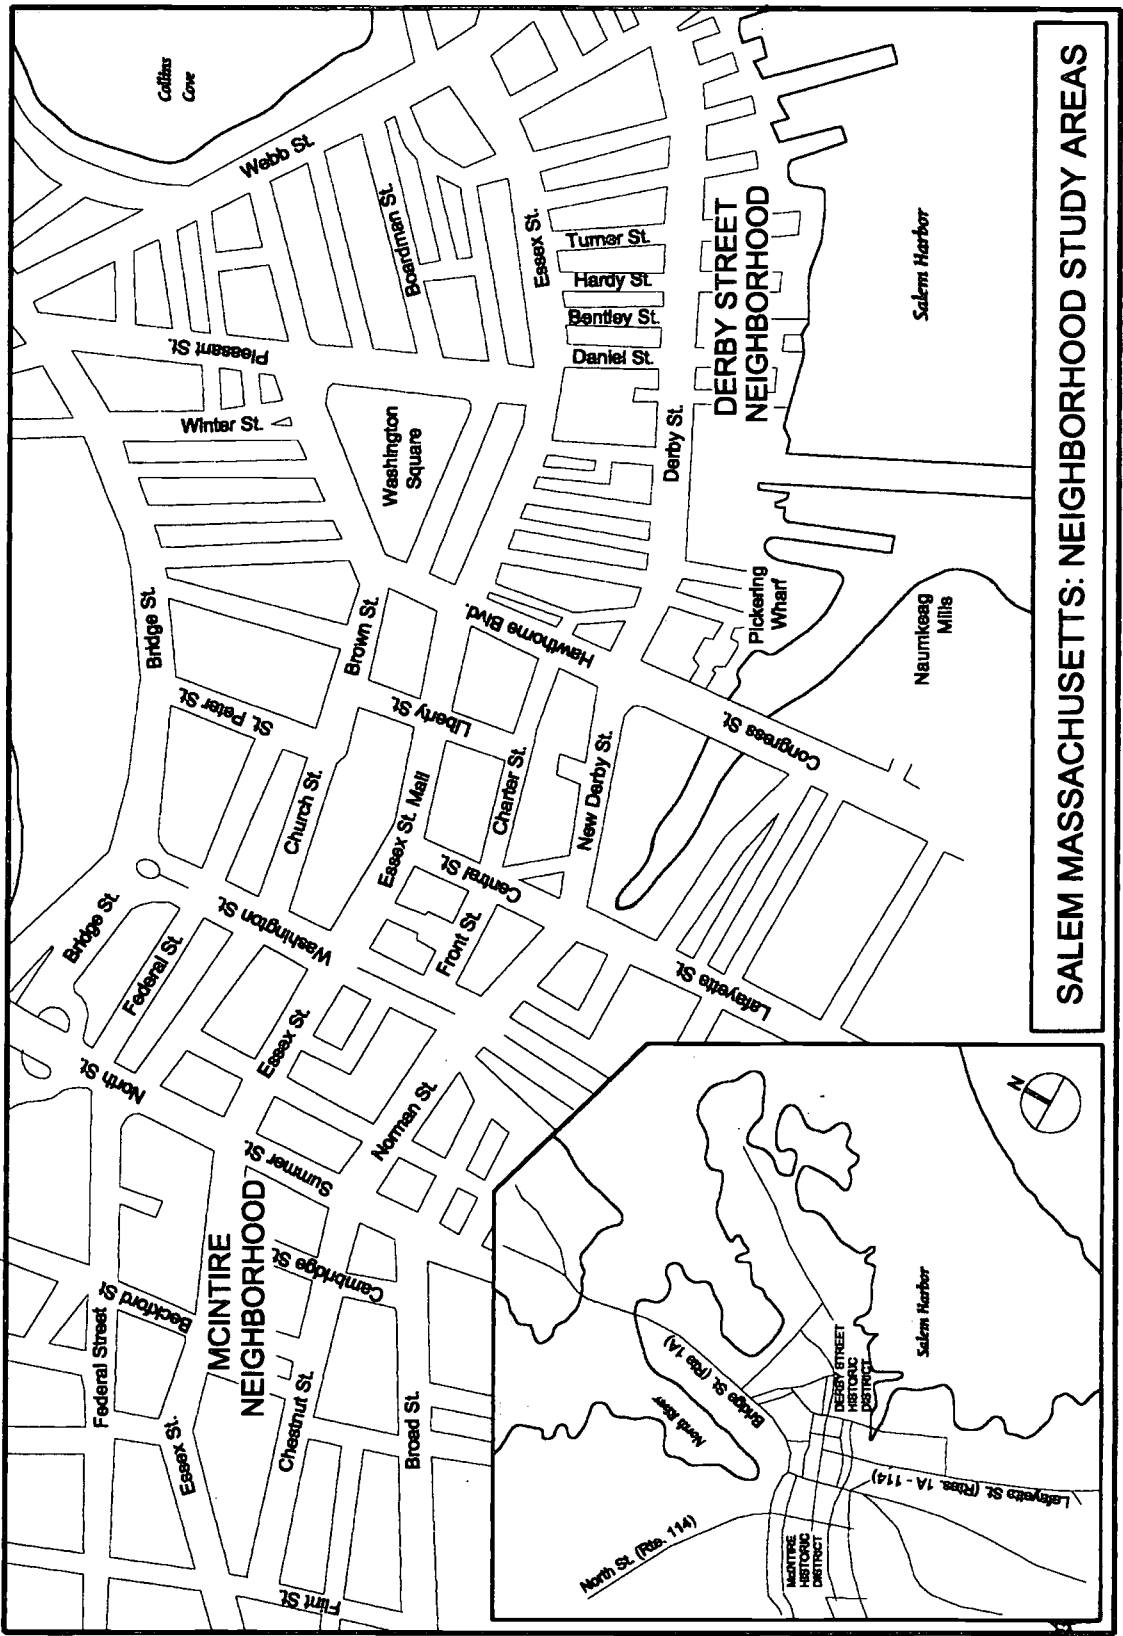 SALEM MASSACHUSETTS: NEIGHBORHOOD STUDY AREAS
MCINTIRE
NEIGHBORHOOD
Federal Street
Beckford St
Essex St.
Chestnut St.
Broad St.
Flint St.
Cambridge St.
Summer St.
Norman St.
North St.
Bridge St.
Federal St.
Essex St.
Washington St.
Front St.
Church St.
St. Peter St.
Essex St. Mall
Central St.
Charter St.
New Derby St.
Liberty St.
Lafayette St.
Bridge St.
Brown St.
Hawthorne Blvd.
Congress St.
Pickering
Wharf
Naumkeag
Mills
Winter St.
Pleasant St.
Washington
Square
Webb St.
Boardman St.
Collins
Cove
Essex St.
Turner St.
Hardy St.
Bentley St.
Daniel St.
Derby St.
DERBY STREET
NEIGHBORHOOD
Salem Harbor
N
North River
Bridge St. (Rte 1A)
North St. (Rte. 114)
McINTIRE
HISTORIC
DISTRICT
DERBY STREET
HISTORIC
DISTRICT
Lafayette St. (Rtes. 1A - 114)
Salem Harbor